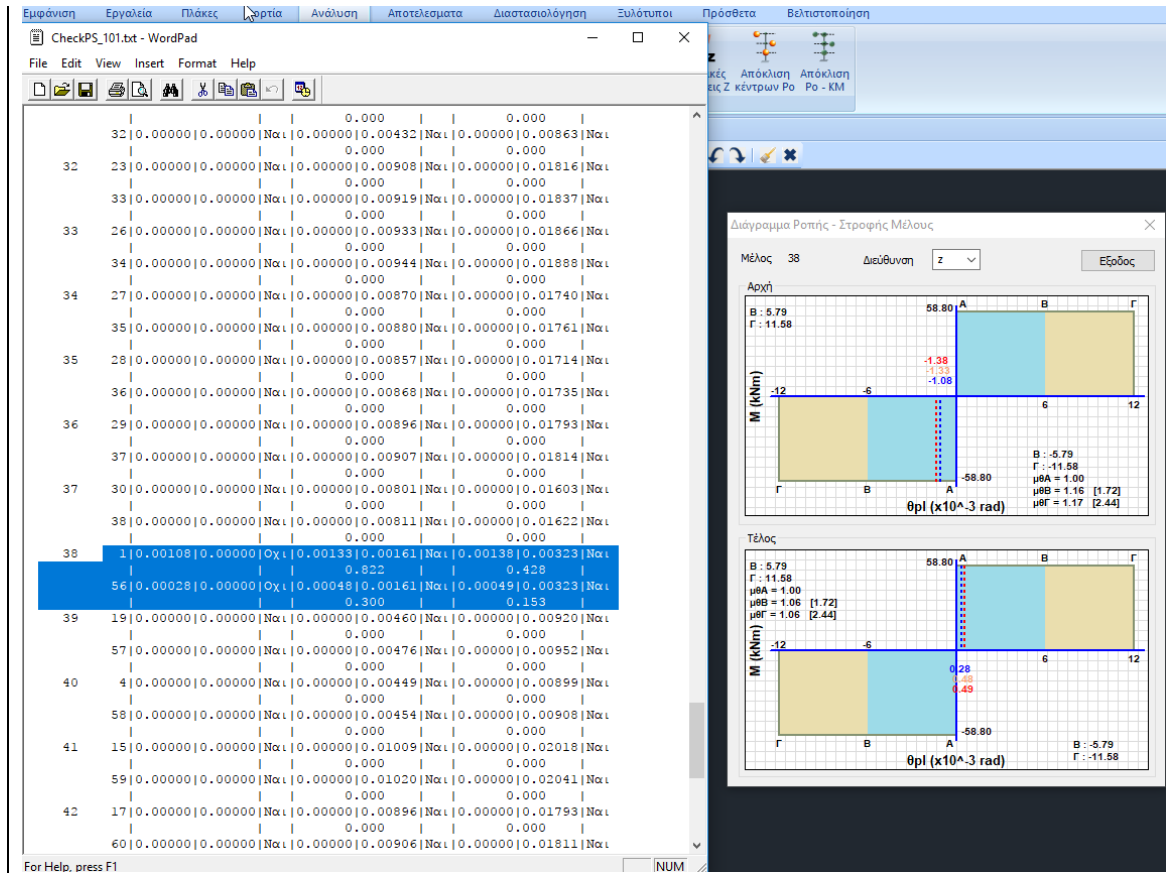 Εμφάνιση Εργαλεία Πλάκες Φορτία Ανάλυση Αποτελεσματα Διαστασιολόγηση Ξυλότυποι Πρόσθετα Βελτιστοποίηση
CheckPS_101.txt - WordPad
File Edit View Insert Format Help
Απόκλιση Απόκλιση
εις Z κέντρων Ρο Ρο - ΚΜ
| | | 0.000 | | 0.000 |
32|0.00000|0.00000|Ναι|0.00000|0.00432|Ναι|0.00000|0.00863|Ναι
| | | 0.000 | | 0.000 |
32 23|0.00000|0.00000|Ναι|0.00000|0.00908|Ναι|0.00000|0.01816|Ναι
| | | 0.000 | | 0.000 |
33|0.00000|0.00000|Ναι|0.00000|0.00919|Ναι|0.00000|0.01837|Ναι
| | | 0.000 | | 0.000 |
33 26|0.00000|0.00000|Ναι|0.00000|0.00933|Ναι|0.00000|0.01866|Ναι
| | | 0.000 | | 0.000 |
34|0.00000|0.00000|Ναι|0.00000|0.00944|Ναι|0.00000|0.01888|Ναι
| | | 0.000 | | 0.000 |
34 27|0.00000|0.00000|Ναι|0.00000|0.00870|Ναι|0.00000|0.01740|Ναι
| | | 0.000 | | 0.000 |
35|0.00000|0.00000|Ναι|0.00000|0.00880|Ναι|0.00000|0.01761|Ναι
| | | 0.000 | | 0.000 |
35 28|0.00000|0.00000|Ναι|0.00000|0.00857|Ναι|0.00000|0.01714|Ναι
| | | 0.000 | | 0.000 |
36|0.00000|0.00000|Ναι|0.00000|0.00868|Ναι|0.00000|0.01735|Ναι
| | | 0.000 | | 0.000 |
36 29|0.00000|0.00000|Ναι|0.00000|0.00896|Ναι|0.00000|0.01793|Ναι
| | | 0.000 | | 0.000 |
37|0.00000|0.00000|Ναι|0.00000|0.00907|Ναι|0.00000|0.01814|Ναι
| | | 0.000 | | 0.000 |
37 30|0.00000|0.00000|Ναι|0.00000|0.00801|Ναι|0.00000|0.01603|Ναι
| | | 0.000 | | 0.000 |
38|0.00000|0.00000|Ναι|0.00000|0.00811|Ναι|0.00000|0.01622|Ναι
| | | 0.000 | | 0.000 |
38 1|0.00108|0.00000|Οχι|0.00133|0.00161|Ναι|0.00138|0.00323|Ναι
| | | 0.822 | | 0.428 |
56|0.00028|0.00000|Οχι|0.00048|0.00161|Ναι|0.00049|0.00323|Ναι
| | | 0.300 | | 0.153 |
39 19|0.00000|0.00000|Ναι|0.00000|0.00460|Ναι|0.00000|0.00920|Ναι
| | | 0.000 | | 0.000 |
57|0.00000|0.00000|Ναι|0.00000|0.00476|Ναι|0.00000|0.00952|Ναι
| | | 0.000 | | 0.000 |
40 4|0.00000|0.00000|Ναι|0.00000|0.00449|Ναι|0.00000|0.00899|Ναι
| | | 0.000 | | 0.000 |
58|0.00000|0.00000|Ναι|0.00000|0.00454|Ναι|0.00000|0.00908|Ναι
| | | 0.000 | | 0.000 |
41 15|0.00000|0.00000|Ναι|0.00000|0.01009|Ναι|0.00000|0.02018|Ναι
| | | 0.000 | | 0.000 |
59|0.00000|0.00000|Ναι|0.00000|0.01020|Ναι|0.00000|0.02041|Ναι
| | | 0.000 | | 0.000 |
42 17|0.00000|0.00000|Ναι|0.00000|0.00896|Ναι|0.00000|0.01793|Ναι
| | | 0.000 | | 0.000 |
60|0.00000|0.00000|Ναι|0.00000|0.00906|Ναι|0.00000|0.01811|Ναι
For Help, press F1 NUM
Διάγραμμα Ροπής - Στροφής Μέλους
Μέλος 38 Διεύθυνση z Εξοδος
Αρχή
B : 5.79
Γ : 11.58
58.80 A B Γ
-1.38
-1.33
-1.08
-12 -6 6 12
M (kNm)
B : -5.79
Γ : -11.58
μθA = 1.00
μθB = 1.16 [1.72]
μθΓ = 1.17 [2.44]
-58.80
Γ B A
θpl (x10^-3 rad)
Τέλος
B : 5.79
Γ : 11.58
μθA = 1.00
μθB = 1.06 [1.72]
μθΓ = 1.06 [2.44]
58.80 A B Γ
-12 -6 6 12
M (kNm)
0.28
0.48
0.49
-58.80
Γ B A
B : -5.79
Γ : -11.58
θpl (x10^-3 rad)